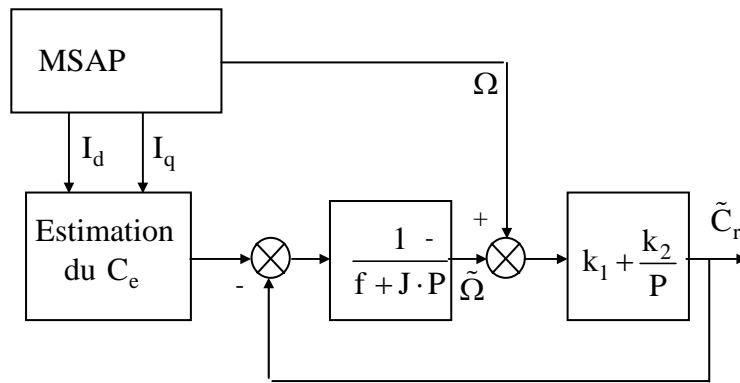 MSAP
Ω
I_d I_q
Estimation
du C_e
-
+
1 -
f + J · P
Ω̃
k_1 + k_2/P
C̃_r